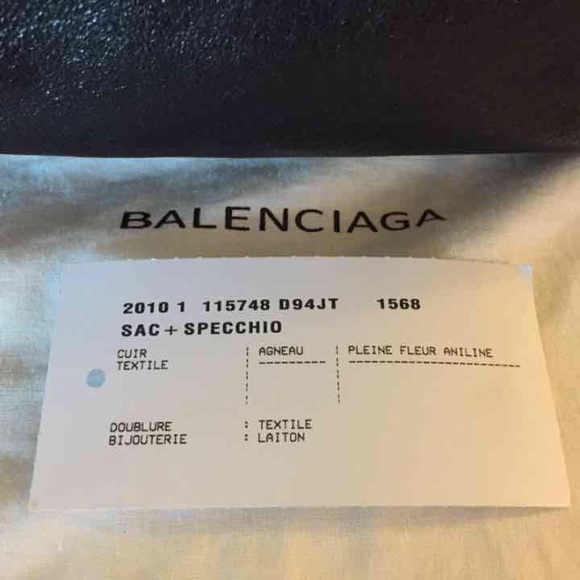 BALENCIAGA
2010 1 115748 D94JT 1568
SAC + SPECCHIO
CUIR ¦ AGNEAU ¦ PLEINE FLEUR ANILINE
TEXTILE ¦ ---------- ¦ --------------------
DOUBLURE : TEXTILE
BIJOUTERIE : LAITON